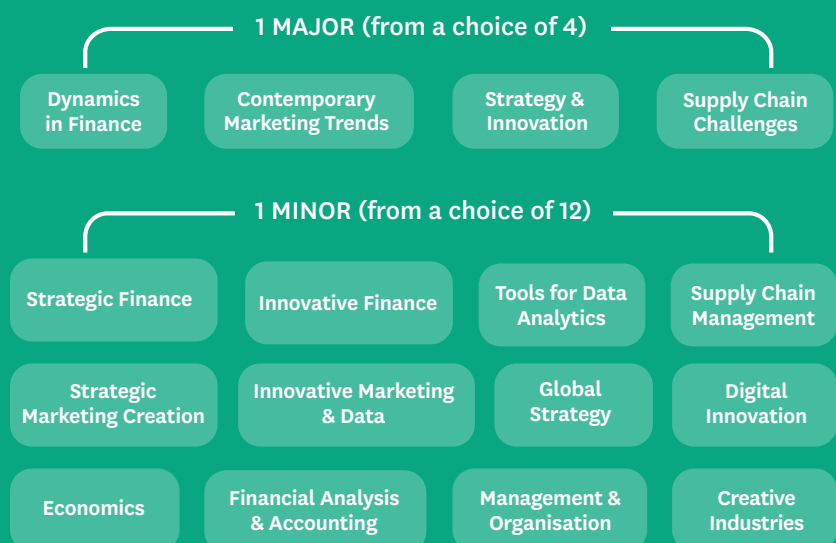 1 MAJOR (from a choice of 4)
Dynamics
in Finance
Contemporary
Marketing Trends
Strategy &
Innovation
Supply Chain
Challenges
1 MINOR (from a choice of 12)
Strategic Finance
Innovative Finance
Tools for Data
Analytics
Supply Chain
Management
Strategic
Marketing Creation
Innovative Marketing
& Data
Global
Strategy
Digital
Innovation
Economics
Financial Analysis
& Accounting
Management &
Organisation
Creative
Industries